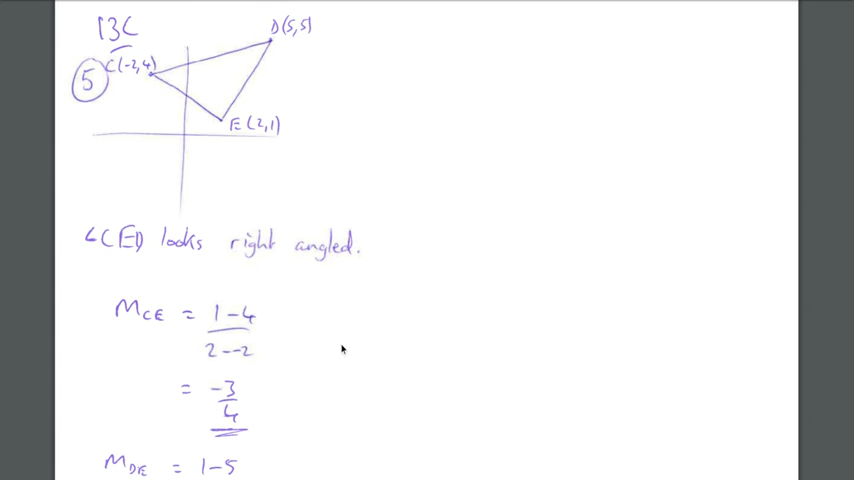 13C
D(5,5)
5
C(-2,4)
E(2,1)
∠CED looks right angled.
M_CE = 1-4
2--2
= -3
4
M_DE = 1-5